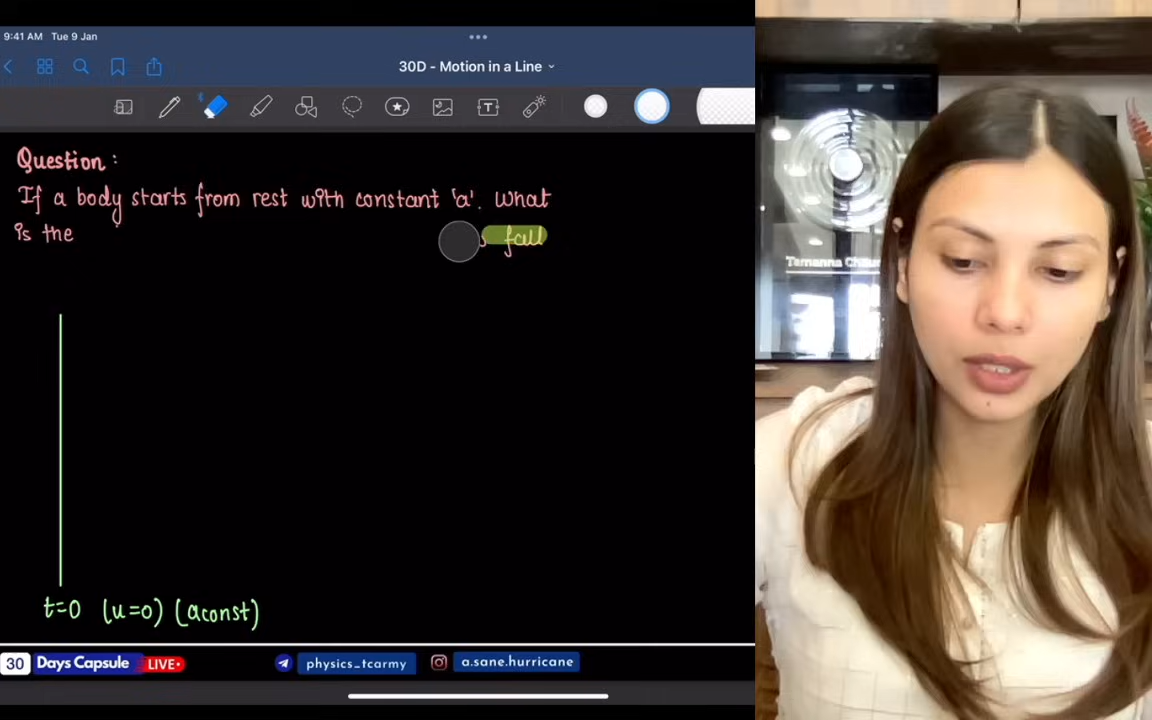 9:41 AM Tue 9 Jan
30D - Motion in a Line
T
Question:
If a body starts from rest with constant 'a'. What
is the fall
t=0 (u=0) (aconst)
30 Days Capsule LIVE
physics_tcarmy
a.sane.hurricane